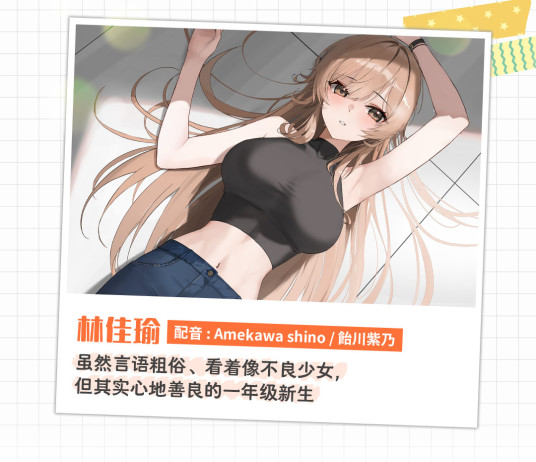 林佳瑜
配音 : Amekawa shino / 飴川紫乃
虽然言语粗俗、看着像不良少女,
但其实心地善良的一年级新生